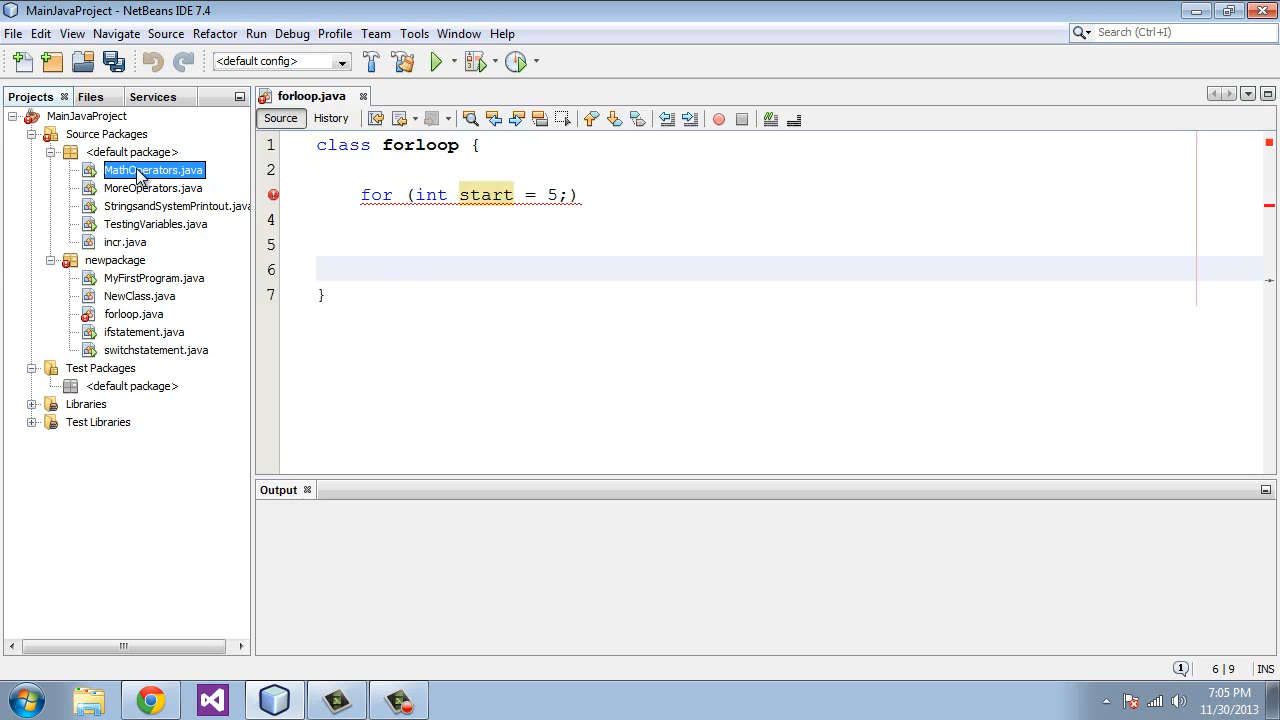 MainJavaProject - NetBeans IDE 7.4
File Edit View Navigate Source Refactor Run Debug Profile Team Tools Window Help
Search (Ctrl+I)
<default config>
Projects Files Services
forloop.java
Source History
MainJavaProject
Source Packages
<default package>
MathOperators.java
MoreOperators.java
StringsandSystemPrintout.java
TestingVariables.java
incr.java
newpackage
MyFirstProgram.java
NewClass.java
forloop.java
ifstatement.java
switchstatement.java
Test Packages
<default package>
Libraries
Test Libraries
1 class forloop {
2
for (int start = 5;)
4
5
6
7 }
Output
1
6 | 9 INS
7:05 PM
11/30/2013